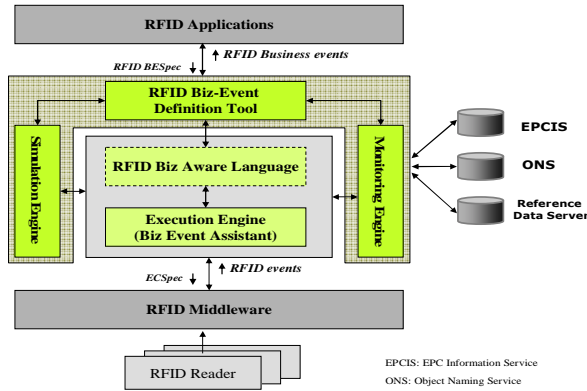 RFID Applications
RFID BESpec
RFID Business events
RFID Biz-Event
Definition Tool
Simulation Engine
Monitoring Engine
RFID Biz Aware Language
Execution Engine
(Biz Event Assistant)
EPCIS
ONS
Reference
Data Server
ECSpec
RFID events
RFID Middleware
RFID Reader
EPCIS: EPC Information Service
ONS: Object Naming Service